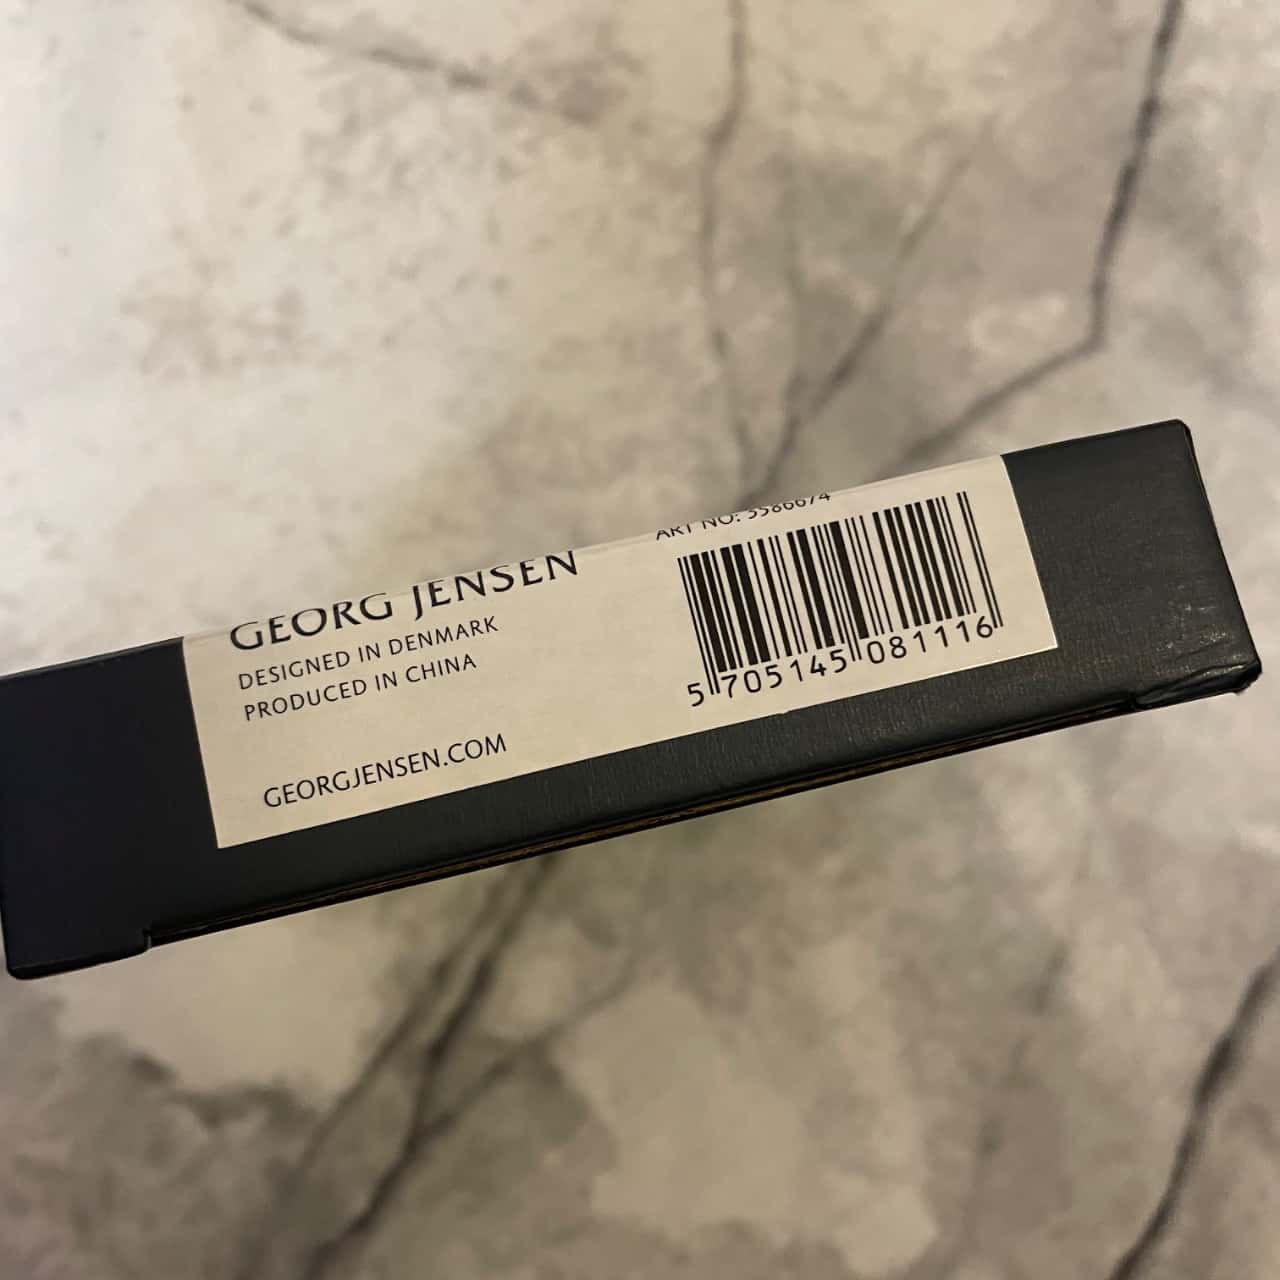 GEORG JENSEN
DESIGNED IN DENMARK
PRODUCED IN CHINA
GEORGJENSEN.COM
ART NO: 3586674
5 705145 081116